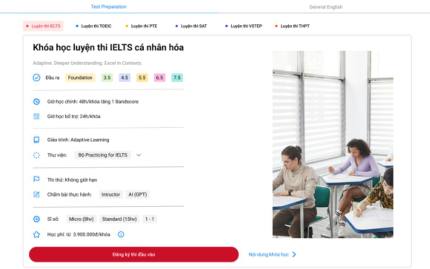 Test Preparation
General English
Luyện thi IELTS
Luyện thi TOEIC
Luyện thi PTE
Luyện thi SAT
Luyện thi VSTEP
Luyện thi THPT
Khóa học luyện thi IELTS cá nhân hóa
Adaptive. Deeper Understanding. Excel in Contexts.
Đầu ra Foundation 3.5 4.5 5.5 6.5 7.5
Giờ học chính: 48h/khóa tăng 1 Bandscore
Giờ học bổ trợ: 24h/khóa
Giáo trình: Adaptive Learning
Thư viện: Bộ Practicing for IELTS
Thi thử: Không giới hạn
Chấm bài thực hành: Intructor AI (GPT)
Sĩ số Micro (8hv) Standard (15hv) 1 - 1
Học phí từ 3.900.000đ/khóa
Đăng ký thi đầu vào
Nội dung Khóa học